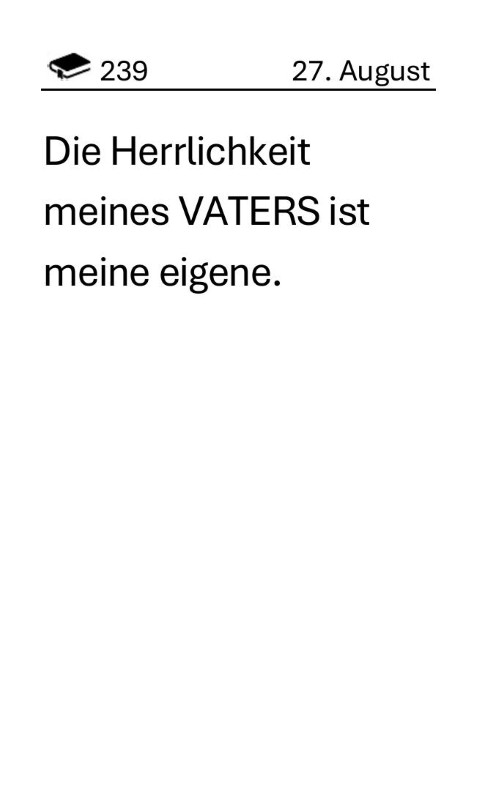 239 27. August
Die Herrlichkeit
meines VATERS ist
meine eigene.